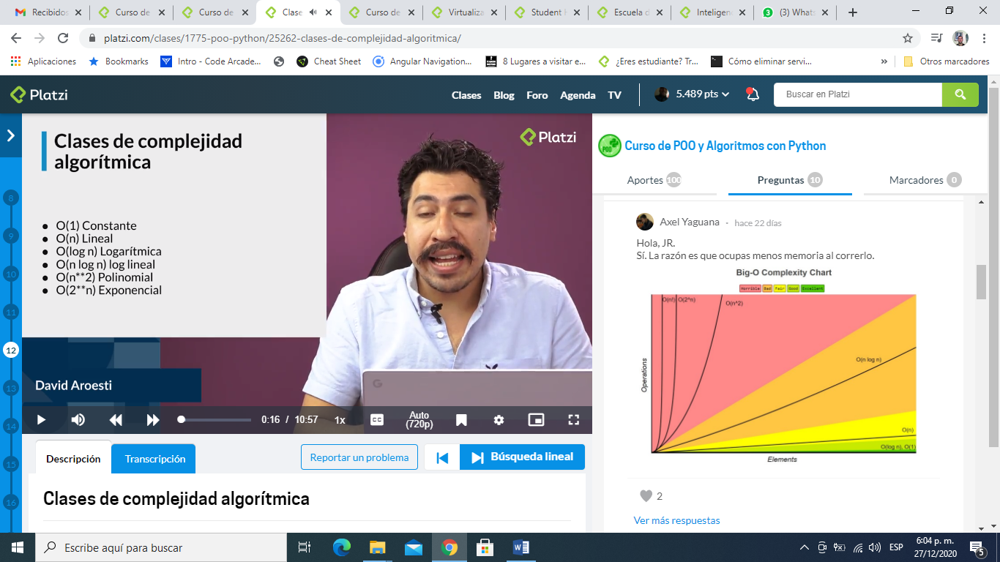 Recibidos
Curso de
Curso de
Clase
Curso de
Virtualiza
Student
Escuela d
Inteligen
(3) Whats
platzi.com/clases/1775-poo-python/25262-clases-de-complejidad-algoritmica/
Aplicaciones
Bookmarks
Intro - Code Arcade...
Cheat Sheet
Angular Navigation...
8 Lugares a visitar e...
¿Eres estudiante? Tr...
Cómo eliminar servi...
»
Otros marcadores
Platzi
Clases
Blog
Foro
Agenda
TV
5.489 pts
Buscar en Platzi
8
9
10
11
12
13
14
15
16
Clases de complejidad
algorítmica
● O(1) Constante
● O(n) Lineal
● O(log n) Logarítmica
● O(n log n) log lineal
● O(n**2) Polinomial
● O(2**n) Exponencial
Platzi
David Aroesti
G
0:16 / 10:57
1x
CC
Auto
(720p)
Descripción
Transcripción
Reportar un problema
Búsqueda lineal
Clases de complejidad algorítmica
POO
Curso de POO y Algoritmos con Python
Aportes 100
Preguntas 10
Marcadores 0
Axel Yaguana - hace 22 días
Hola, JR.
Sí. La razón es que ocupas menos memoria al correrlo.
Big-O Complexity Chart
Horrible Bad Fair Good Excellent
O(n!)
O(2^n)
O(n^2)
O(n log n)
O(n)
O(log n), O(1)
Operations
Elements
2
Ver más respuestas
Escribe aquí para buscar
ESP
6:04 p. m.
27/12/2020
5